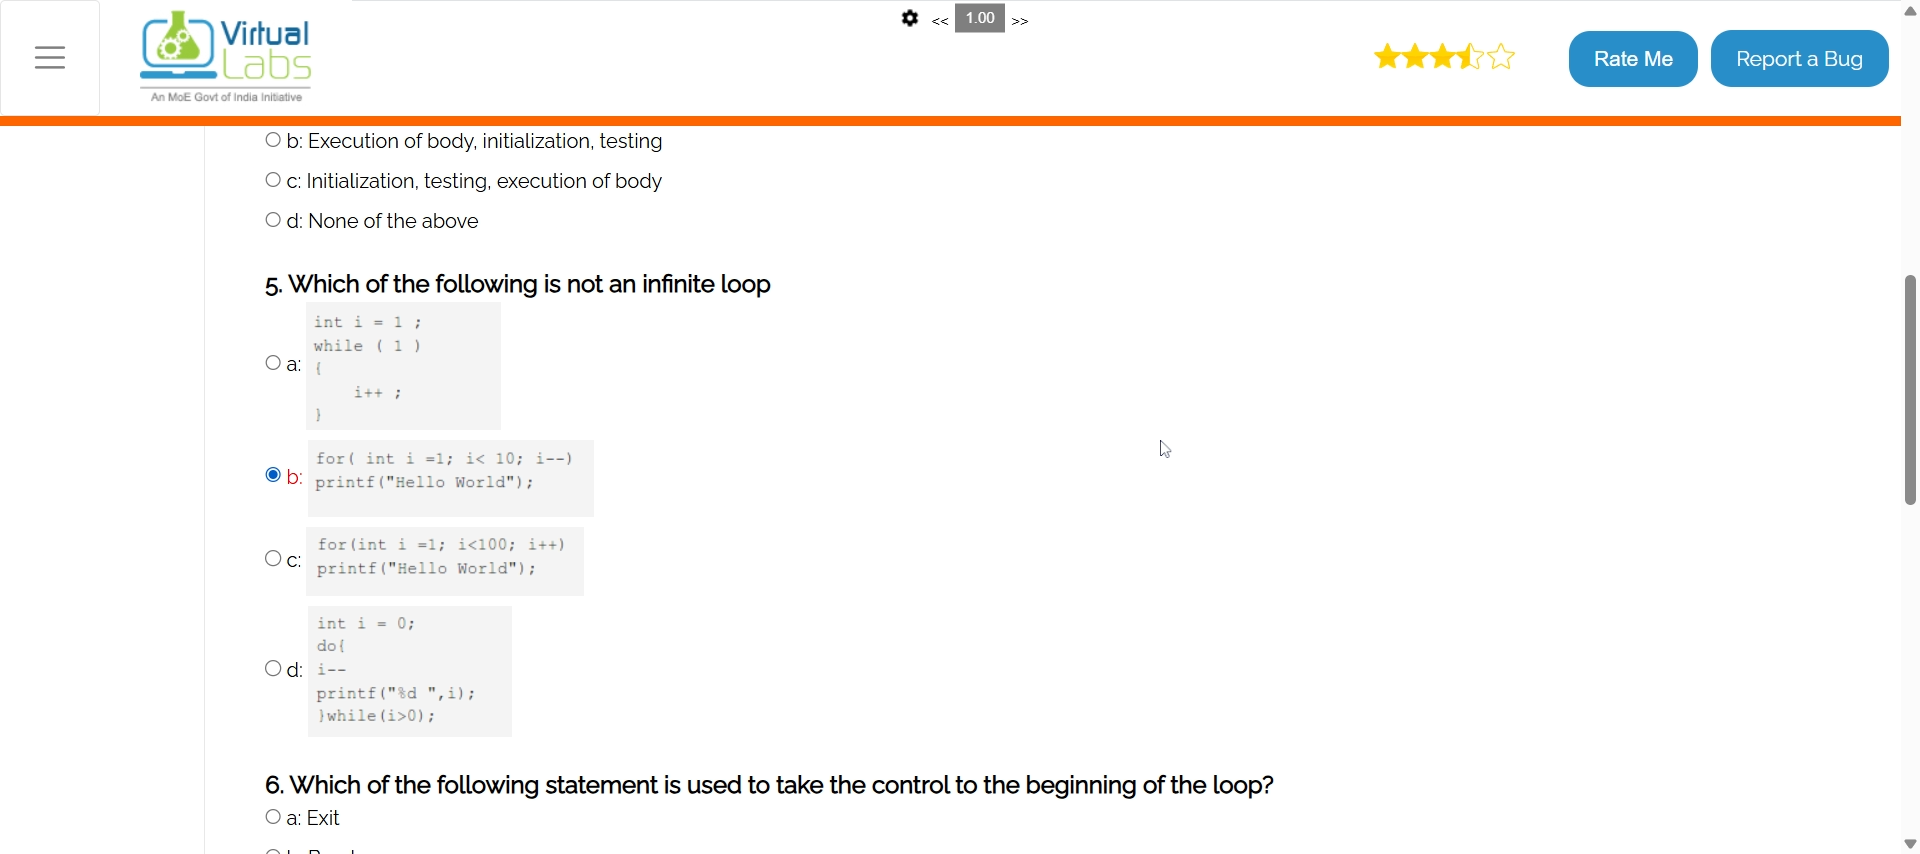 << 1.00 >>
Virtual
Labs
An MoE Govt of India Initiative
Rate Me
Report a Bug
b: Execution of body, initialization, testing
c: Initialization, testing, execution of body
d: None of the above
5. Which of the following is not an infinite loop
a:
int i = 1 ;
while ( 1 )
{
i++ ;
}
b:
for( int i =1; i< 10; i--)
printf("Hello World");
c:
for(int i =1; i<100; i++)
printf("Hello World");
d:
int i = 0;
do{
i--
printf("%d ",i);
}while(i>0);
6. Which of the following statement is used to take the control to the beginning of the loop?
a: Exit